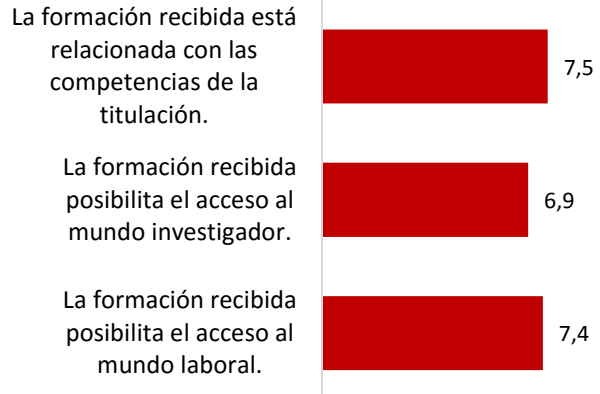 La formación recibida está
relacionada con las
competencias de la
titulación.
7,5
La formación recibida
posibilita el acceso al
mundo investigador.
6,9
La formación recibida
posibilita el acceso al
mundo laboral.
7,4